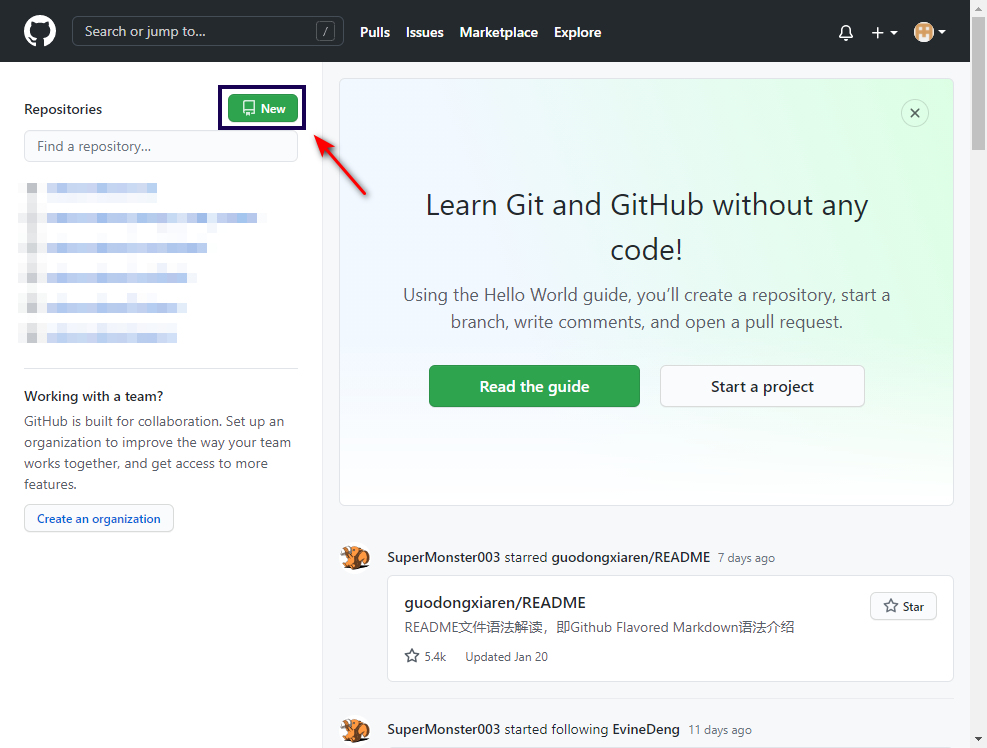 Search or jump to... /
Pulls Issues Marketplace Explore
Repositories
New
Find a repository...
Working with a team?
GitHub is built for collaboration. Set up an
organization to improve the way your team
works together, and get access to more
features.
Create an organization
Learn Git and GitHub without any
code!
Using the Hello World guide, you’ll create a repository, start a
branch, write comments, and open a pull request.
Read the guide
Start a project
SuperMonster003 starred guodongxiaren/README 7 days ago
guodongxiaren/README
Star
README文件语法解读，即Github Flavored Markdown语法介绍
5.4k Updated Jan 20
SuperMonster003 started following EvineDeng 11 days ago